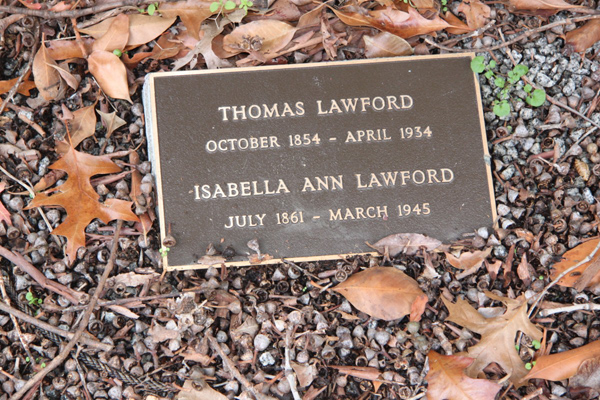 THOMAS LAWFORD
OCTOBER 1854 - APRIL 1934
ISABELLA ANN LAWFORD
JULY 1861 - MARCH 1945